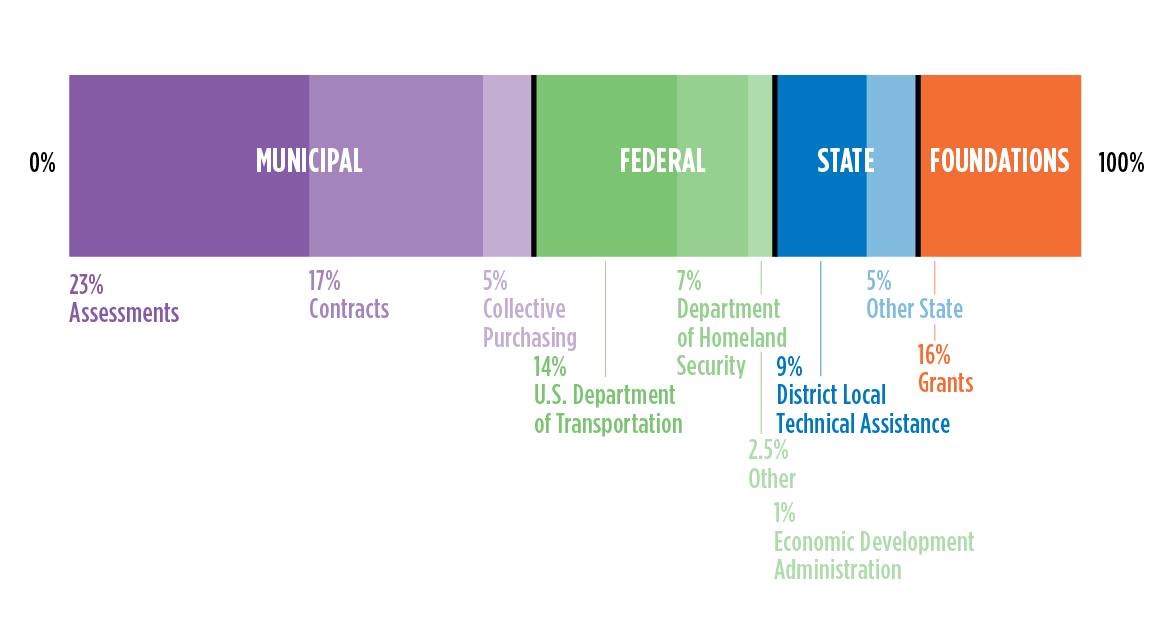 0%
MUNICIPAL
FEDERAL
STATE
FOUNDATIONS
100%
23%
Assessments
17%
Contracts
5%
Collective
Purchasing
14%
U.S. Department
of Transportation
7%
Department
of Homeland
Security
2.5%
Other
1%
Economic Development
Administration
9%
District Local
Technical Assistance
5%
Other State
16%
Grants